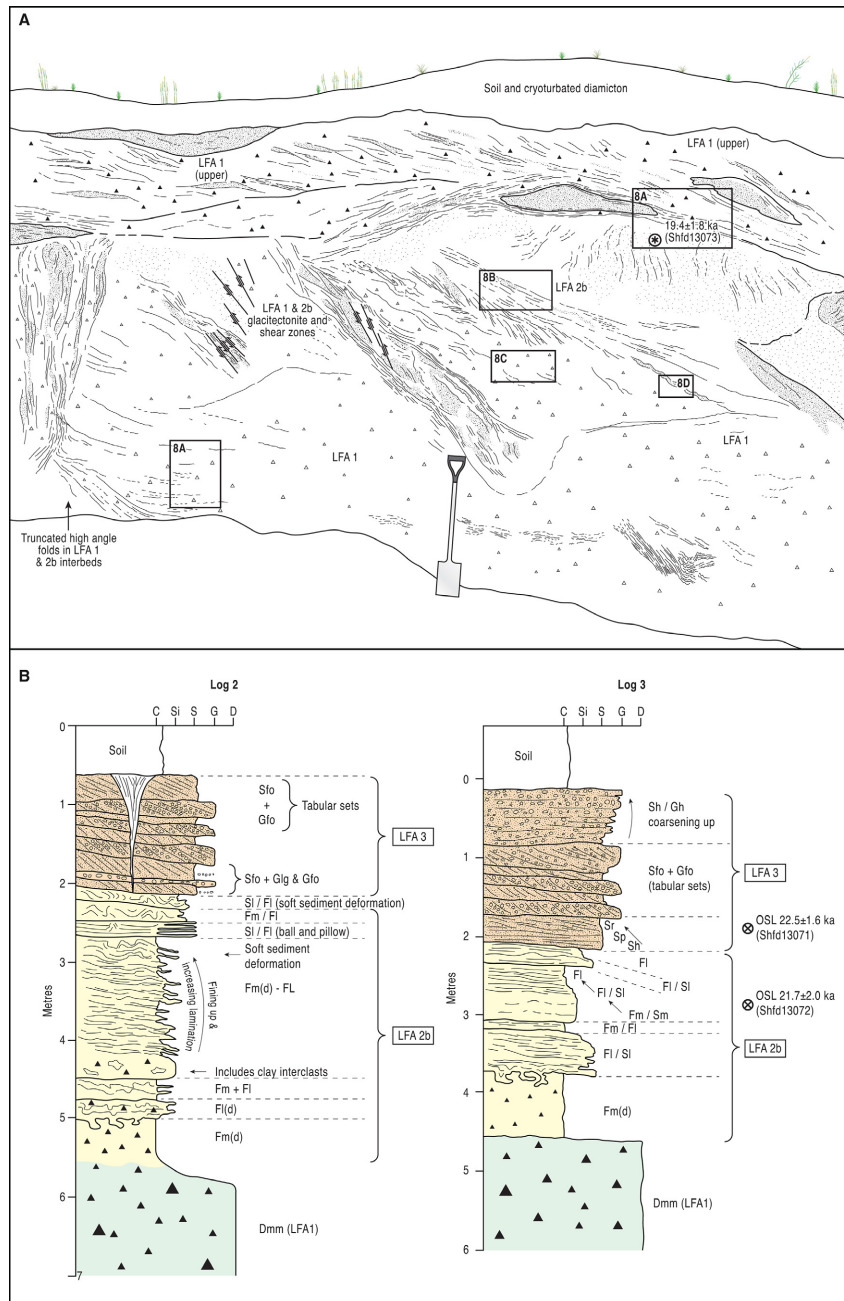 A
Soil and cryoturbated diamicton
LFA 1
(upper)
LFA 1 (upper)
8A
19.4±1.8 ka
(Shfd13073)
8B
LFA 2b
LFA 1 & 2b
glacitectonite and
shear zones
8C
8D
8A
LFA 1
LFA 1
Truncated high angle
folds in LFA 1
& 2b interbeds
B
Log 2
C Si S G D
0
Soil
1
Sfo
+
Gfo
Tabular sets
LFA 3
Sfo + Glg & Gfo
2
Sl / Fl (soft sediment deformation)
Fm / Fl
Sl / Fl (ball and pillow)
Soft sediment
deformation
3
Fining up &
increasing lamination
Fm(d) - FL
Metres
4
LFA 2b
Includes clay interclasts
Fm + Fl
Fl(d)
5
Fm(d)
6
Dmm (LFA1)
7
Log 3
C Si S G D
Soil
0
Sh / Gh
coarsening up
1
LFA 3
Sfo + Gfo
(tabular sets)
Sr
Sp
Sh
OSL 22.5±1.6 ka
(Shfd13071)
2
Fl
Fl
Fl / Sl
Fl / Sl
Fm / Sm
OSL 21.7±2.0 ka
(Shfd13072)
3
Metres
Fm / Fl
LFA 2b
Fl / Sl
4
Fm(d)
5
Dmm (LFA1)
6